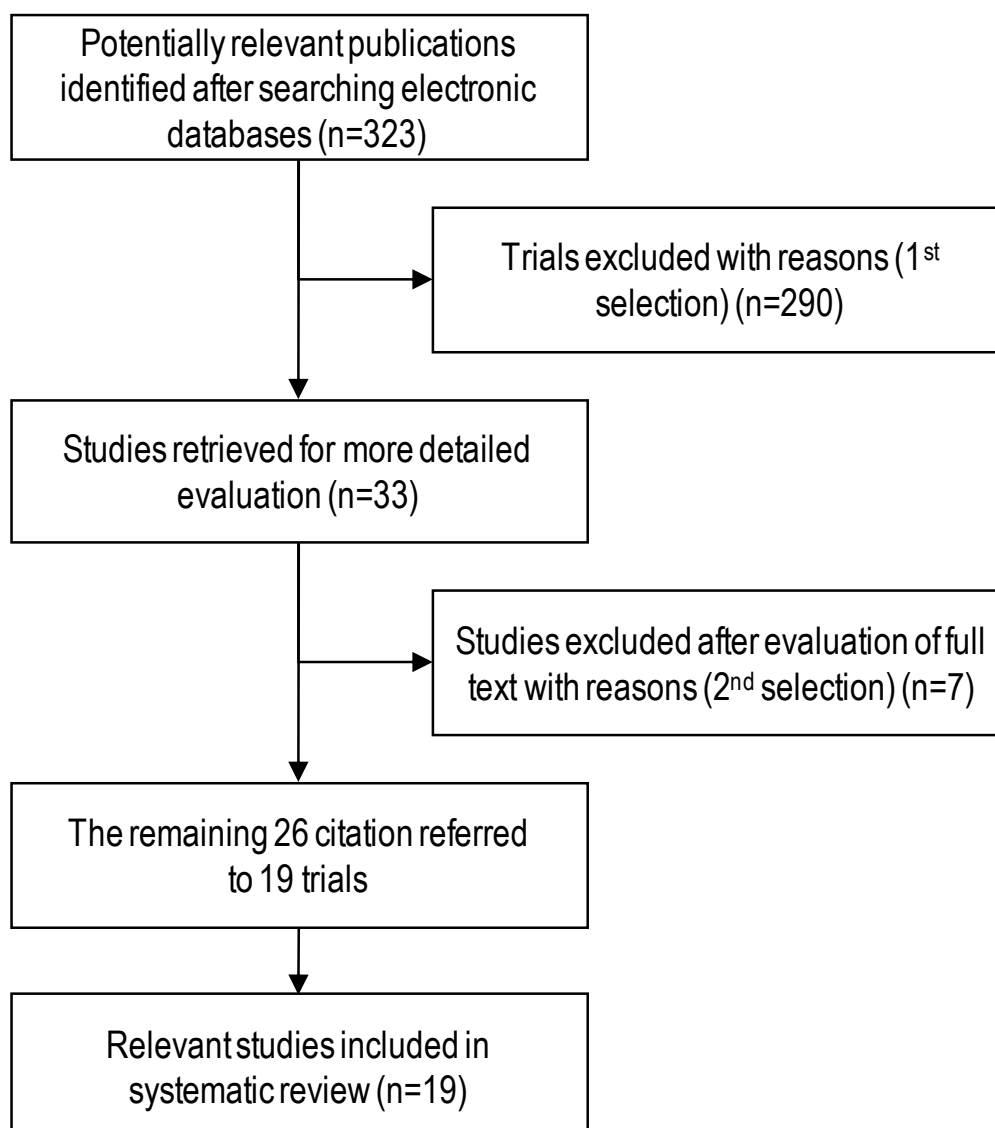 Potentially relevant publications
identified after searching electronic
databases (n=323)
Trials excluded with reasons (1st
selection) (n=290)
Studies retrieved for more detailed
evaluation (n=33)
Studies excluded after evaluation of full
text with reasons (2nd selection) (n=7)
The remaining 26 citation referred
to 19 trials
Relevant studies included in
systematic review (n=19)